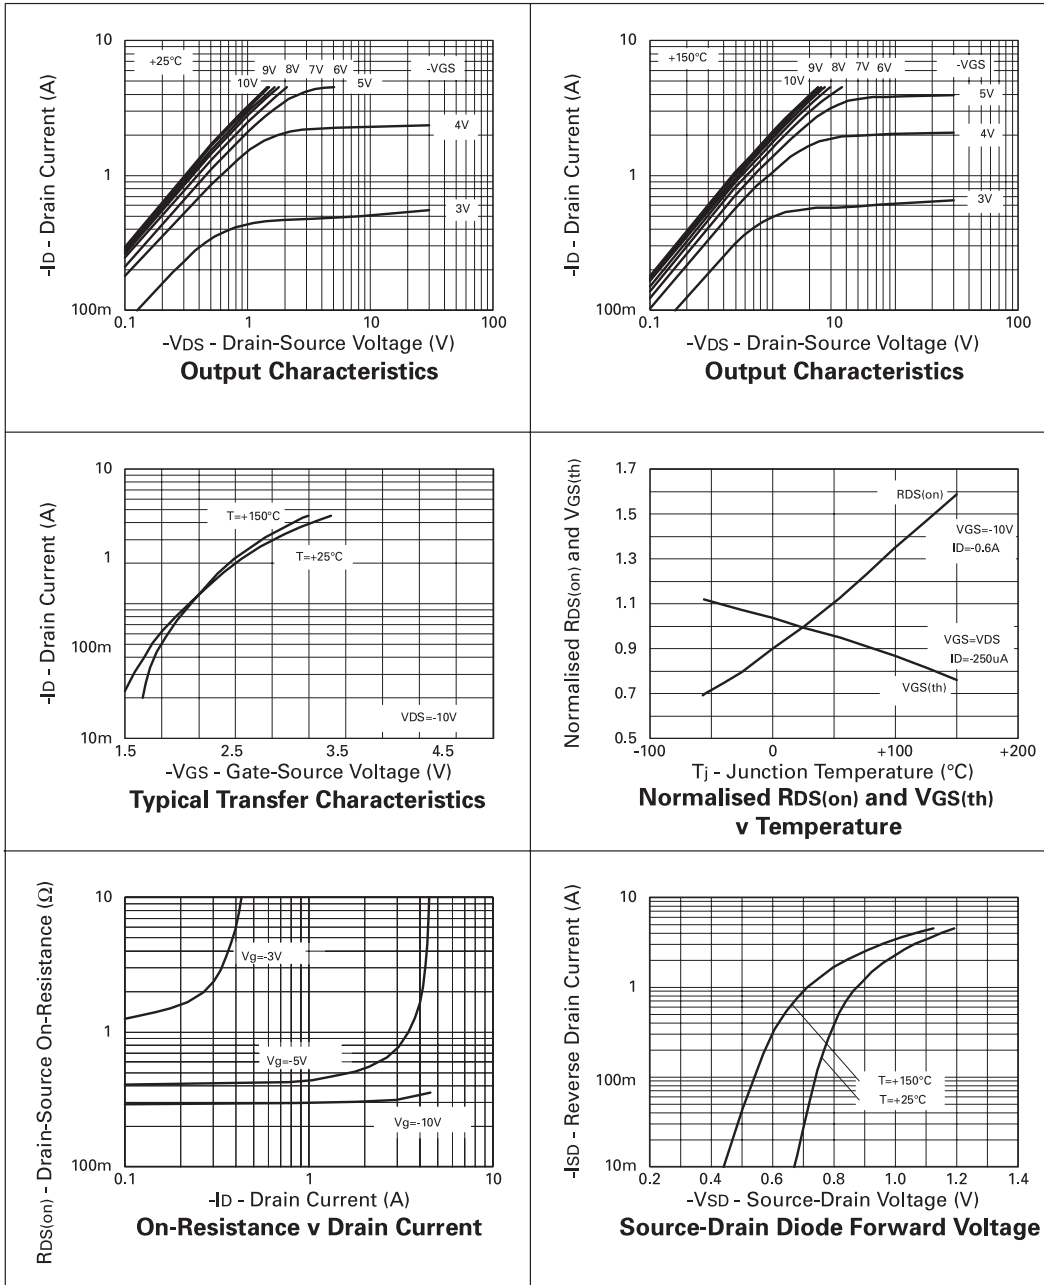 10
+25°C
9V 8V 7V 6V -VGS
10V 5V
4V
1
3V
100m
0.1 1 10 100
-ID - Drain Current (A)
-VDS - Drain-Source Voltage (V)
Output Characteristics
10
+150°C
9V 8V 7V 6V -VGS
10V
5V
4V
1
3V
100m
0.1 1 10 100
-ID - Drain Current (A)
-VDS - Drain-Source Voltage (V)
Output Characteristics
10
T=+150°C
1
T=+25°C
100m
VDS=-10V
10m
1.5 2.5 3.5 4.5
-ID - Drain Current (A)
-VGS - Gate-Source Voltage (V)
Typical Transfer Characteristics
1.7
RDS(on)
1.5
VGS=-10V
ID=-0.6A
1.3
1.1
VGS=VDS
0.9
ID=-250uA
0.7
VGS(th)
0.5
-100 0 +100 +200
Normalised RDS(on) and VGS(th)
Tj - Junction Temperature (°C)
Normalised RDS(on) and VGS(th)
v Temperature
10
Vg=-3V
1
Vg=-5V
Vg=-10V
100m
0.1 1 10
RDS(on) - Drain-Source On-Resistance (Ω)
-ID - Drain Current (A)
On-Resistance v Drain Current
10
1
100m
T=+150°C
T=+25°C
10m
0.2 0.4 0.6 0.8 1.0 1.2 1.4
-ISD - Reverse Drain Current (A)
-VSD - Source-Drain Voltage (V)
Source-Drain Diode Forward Voltage